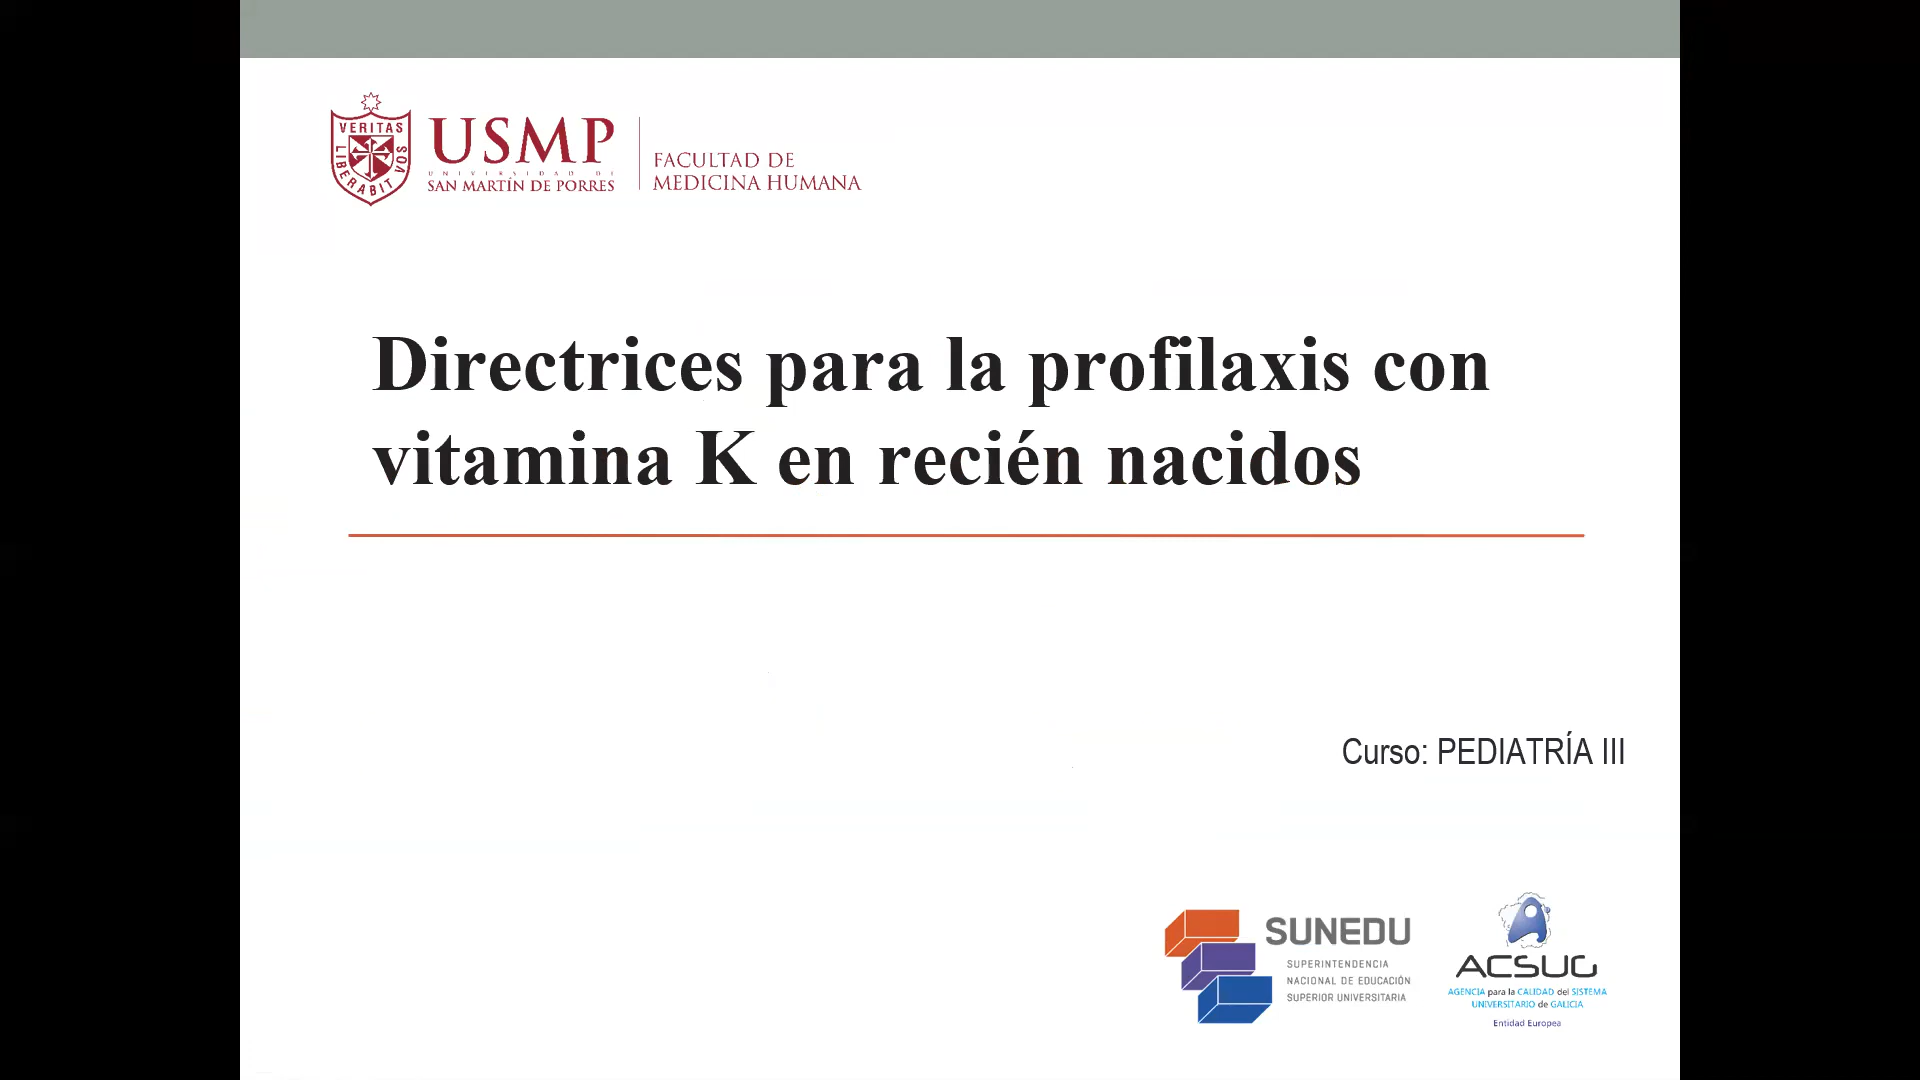 VERITAS
LIBERABIT VOS
USMP
UNIVERSIDAD DE
SAN MARTÍN DE PORRES
FACULTAD DE
MEDICINA HUMANA
Directrices para la profilaxis con
vitamina K en recién nacidos
Curso: PEDIATRÍA III
SUNEDU
SUPERINTENDENCIA
NACIONAL DE EDUCACIÓN
SUPERIOR UNIVERSITARIA
ACSUG
AGENCIA para la CALIDAD del SISTEMA
UNIVERSITARIO de GALICIA
Entidad Europea